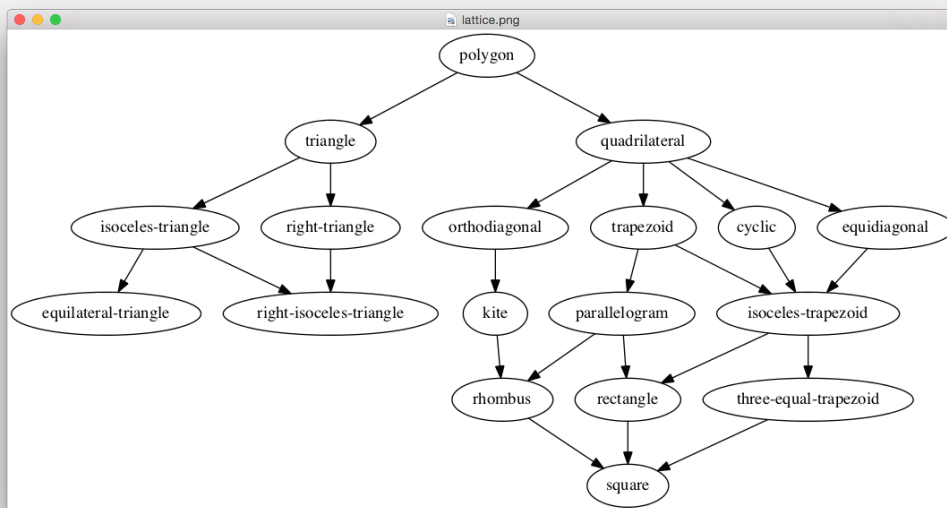 lattice.png
polygon
triangle
quadrilateral
isoceles-triangle
right-triangle
orthodiagonal
trapezoid
cyclic
equidiagonal
equilateral-triangle
right-isoceles-triangle
kite
parallelogram
isoceles-trapezoid
rhombus
rectangle
three-equal-trapezoid
square